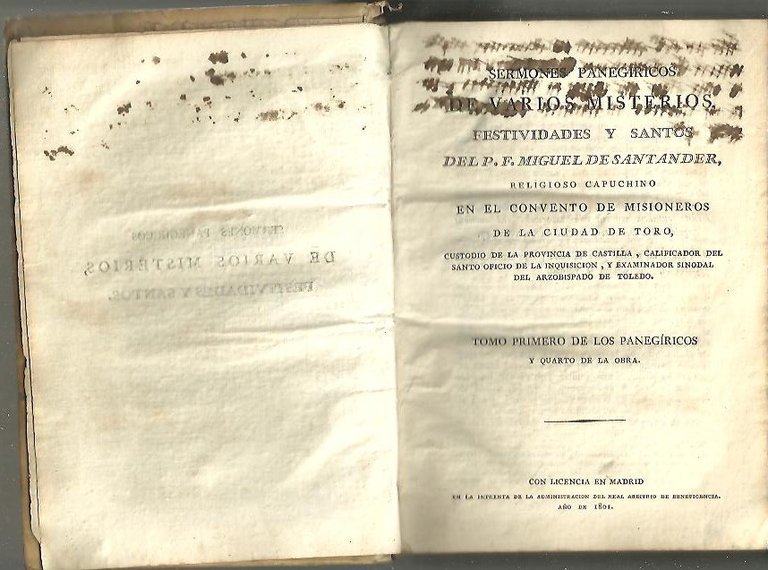 SERMONES PANEGÍRICOS
DE VARIOS MISTERIOS,
FESTIVIDADES Y SANTOS
DEL P. F. MIGUEL DE SANTANDER,
RELIGIOSO CAPUCHINO
EN EL CONVENTO DE MISIONEROS
DE LA CIUDAD DE TORO,
CUSTODIO DE LA PROVINCIA DE CASTILLA, CALIFICADOR DEL
SANTO OFICIO DE LA INQUISICION, Y EXAMINADOR SINODAL
DEL ARZOBISPADO DE TOLEDO.
TOMO PRIMERO DE LOS PANEGÍRICOS
Y QUARTO DE LA OBRA.
CON LICENCIA EN MADRID
EN LA IMPRENTA DE LA ADMINISTRACION DEL REAL ARBITRIO DE BENEFICENCIA.
AÑO DE 1801.